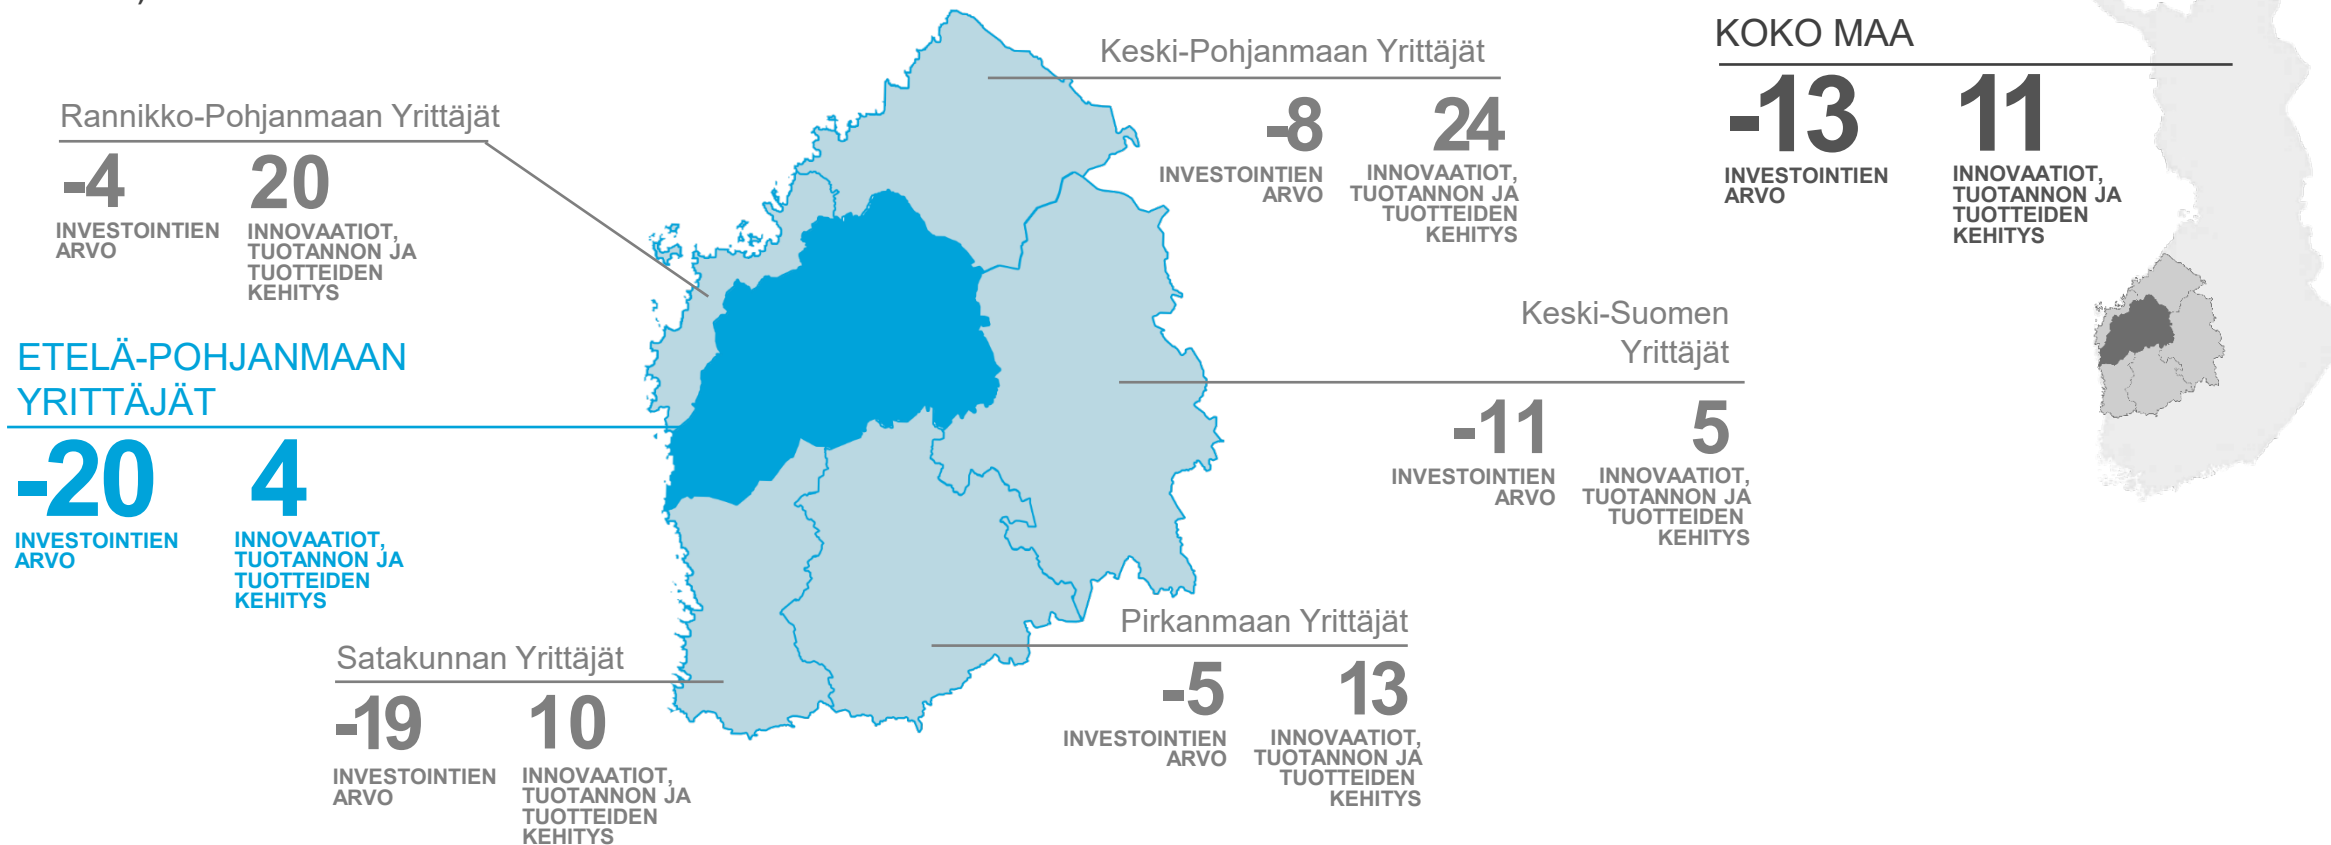 Keski-Pohjanmaan Yrittäjät
-8 24
INVESTOINTIEN
ARVO
INNOVAATIOT,
TUOTANNON JA
TUOTTEIDEN
KEHITYS
KOKO MAA
-13 11
INVESTOINTIEN
ARVO
INNOVAATIOT,
TUOTANNON JA
TUOTTEIDEN
KEHITYS
Rannikko-Pohjanmaan Yrittäjät
-4 20
INVESTOINTIEN
ARVO
INNOVAATIOT,
TUOTANNON JA
TUOTTEIDEN
KEHITYS
Keski-Suomen
Yrittäjät
-11 5
INVESTOINTIEN
ARVO
INNOVAATIOT,
TUOTANNON JA
TUOTTEIDEN
KEHITYS
ETELÄ-POHJANMAAN
YRITTÄJÄT
-20 4
INVESTOINTIEN
ARVO
INNOVAATIOT,
TUOTANNON JA
TUOTTEIDEN
KEHITYS
Pirkanmaan Yrittäjät
-5 13
INVESTOINTIEN
ARVO
INNOVAATIOT,
TUOTANNON JA
TUOTTEIDEN
KEHITYS
Satakunnan Yrittäjät
-19 10
INVESTOINTIEN
ARVO
INNOVAATIOT,
TUOTANNON JA
TUOTTEIDEN
KEHITYS